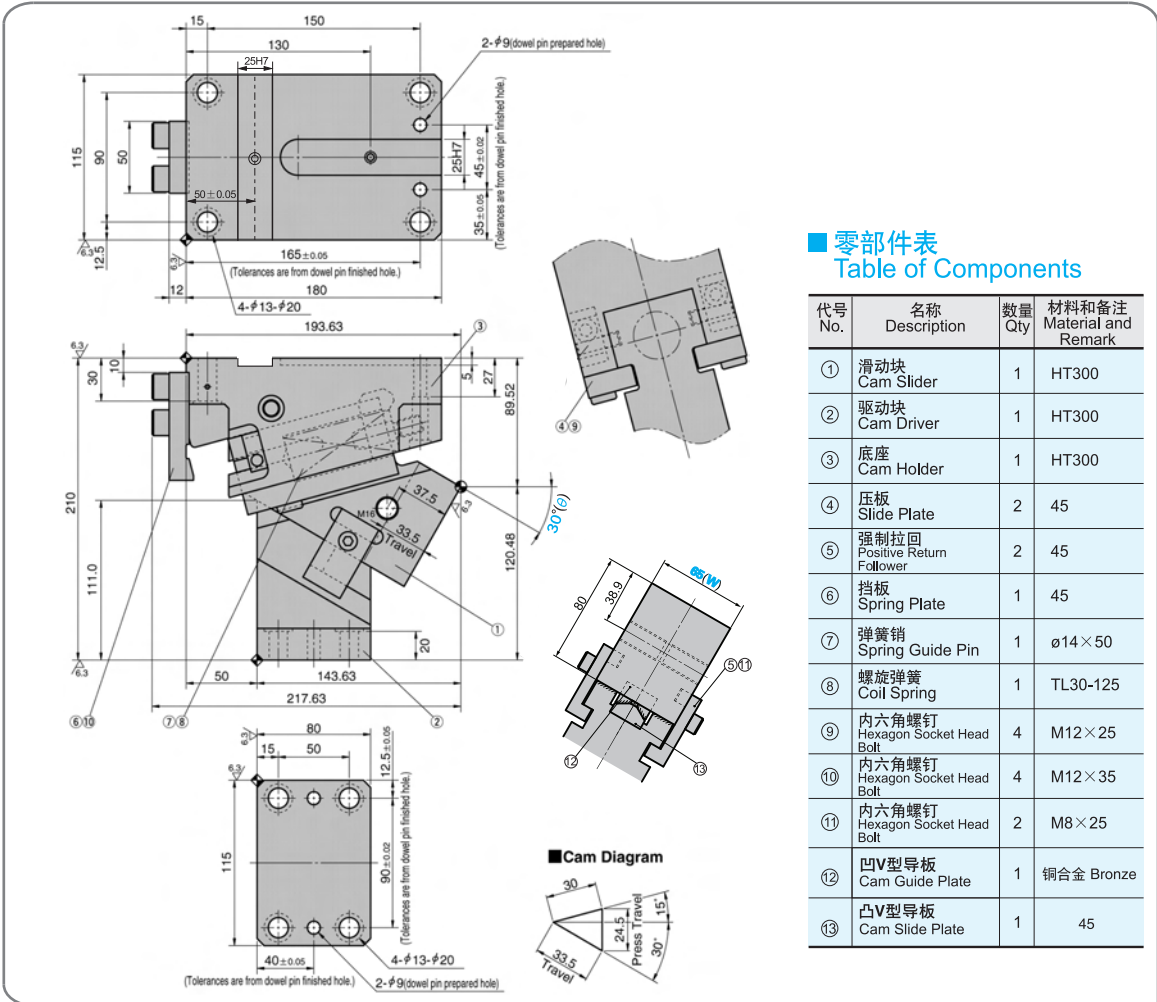 15
150
130
2-φ9(dowel pin prepared hole)
25H7
115
90
50
50±0.05
25H7
45±0.02
35±0.05
(Tolerances are from dowel pin finished hole.)
6.3
12.5
6.3
165±0.05
(Tolerances are from dowel pin finished hole.)
12
180
4-φ13-φ20
193.63
③
6.3
10
30
5
27
89.52
④⑨
210
111.0
37.5
6.3
M16
33.5
Travel
30°(θ)
120.48
①
20
6.3
50
143.63
217.63
⑥⑩
⑦⑧
②
65(W)
80
38.9
⑤⑪
⑫
⑬
80
6.3
15
50
12.5±0.05
6.3
115
90±0.02
(Tolerances are from dowel pin finished hole.)
40±0.05
4-φ13-φ20
(Tolerances are from dowel pin finished hole.)
2-φ9(dowel pin prepared hole)
■Cam Diagram
30
15°
24.5
Press Travel
30°
33.5
Travel
■ 零部件表
Table of Components
代号 名称 数量 材料和备注
No. Description Qty Material and
Remark
① 滑动块
Cam Slider 1 HT300
② 驱动块
Cam Driver 1 HT300
③ 底座
Cam Holder 1 HT300
④ 压板
Slide Plate 2 45
⑤ 强制拉回
Positive Return 2 45
Follower
⑥ 挡板
Spring Plate 1 45
⑦ 弹簧销
Spring Guide Pin 1 ø14×50
⑧ 螺旋弹簧
Coil Spring 1 TL30-125
⑨ 内六角螺钉
Hexagon Socket Head 4 M12×25
Bolt
⑩ 内六角螺钉
Hexagon Socket Head 4 M12×35
Bolt
⑪ 内六角螺钉
Hexagon Socket Head 2 M8×25
Bolt
⑫ 凹V型导板
Cam Guide Plate 1 铜合金 Bronze
⑬ 凸V型导板
Cam Slide Plate 1 45